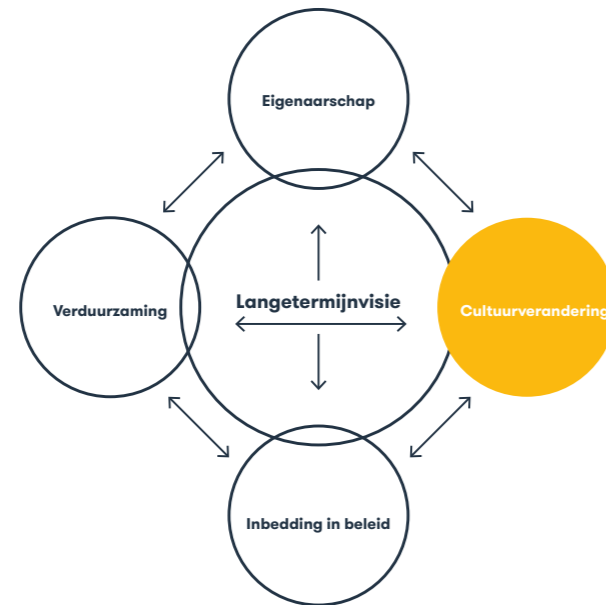 Eigenaarschap
Verduurzaming
Langetermijnvisie
Cultuurverandering
Inbedding in beleid